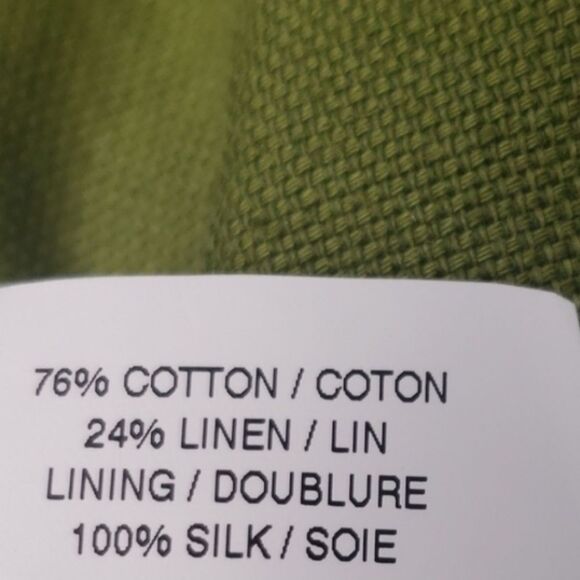 76% COTTON / COTON
24% LINEN / LIN
LINING / DOUBLURE
100% SILK / SOIE